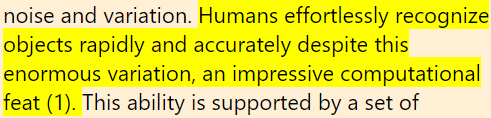 noise and variation. Humans effortlessly recognize
objects rapidly and accurately despite this
enormous variation, an impressive computational
feat (1). This ability is supported by a set of